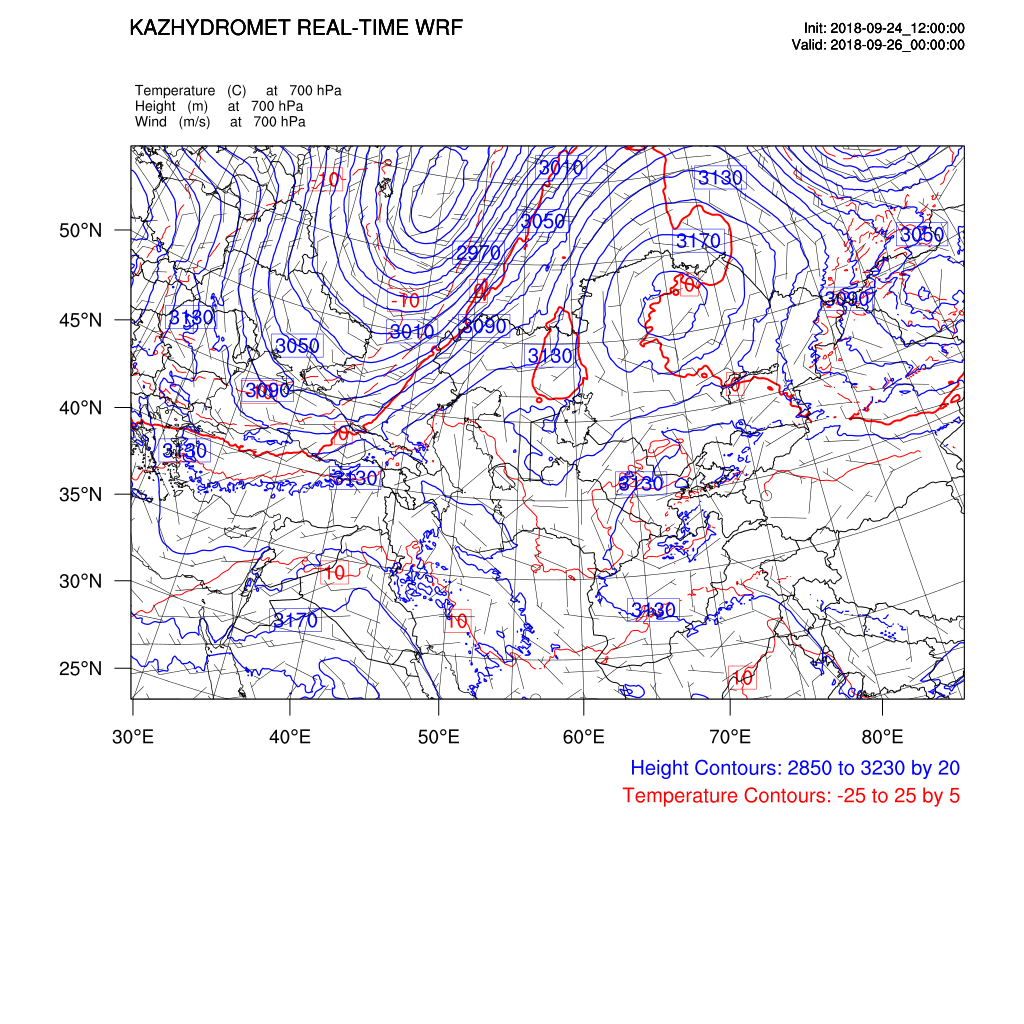 KAZHYDROMET REAL-TIME WRF
Init: 2018-09-24_12:00:00
Valid: 2018-09-26_00:00:00
Temperature (C) at 700 hPa
Height (m) at 700 hPa
Wind (m/s) at 700 hPa
3010
3130
-10
3050
3050
50°N
3170
2970
0
-10
0
3090
3130
45°N
3010
3090
3050
3130
3090
0
40°N
0
3130
3130
3130
35°N
10
30°N
3130
3170
10
25°N
10
30°E 40°E 50°E 60°E 70°E 80°E
Height Contours: 2850 to 3230 by 20
Temperature Contours: -25 to 25 by 5